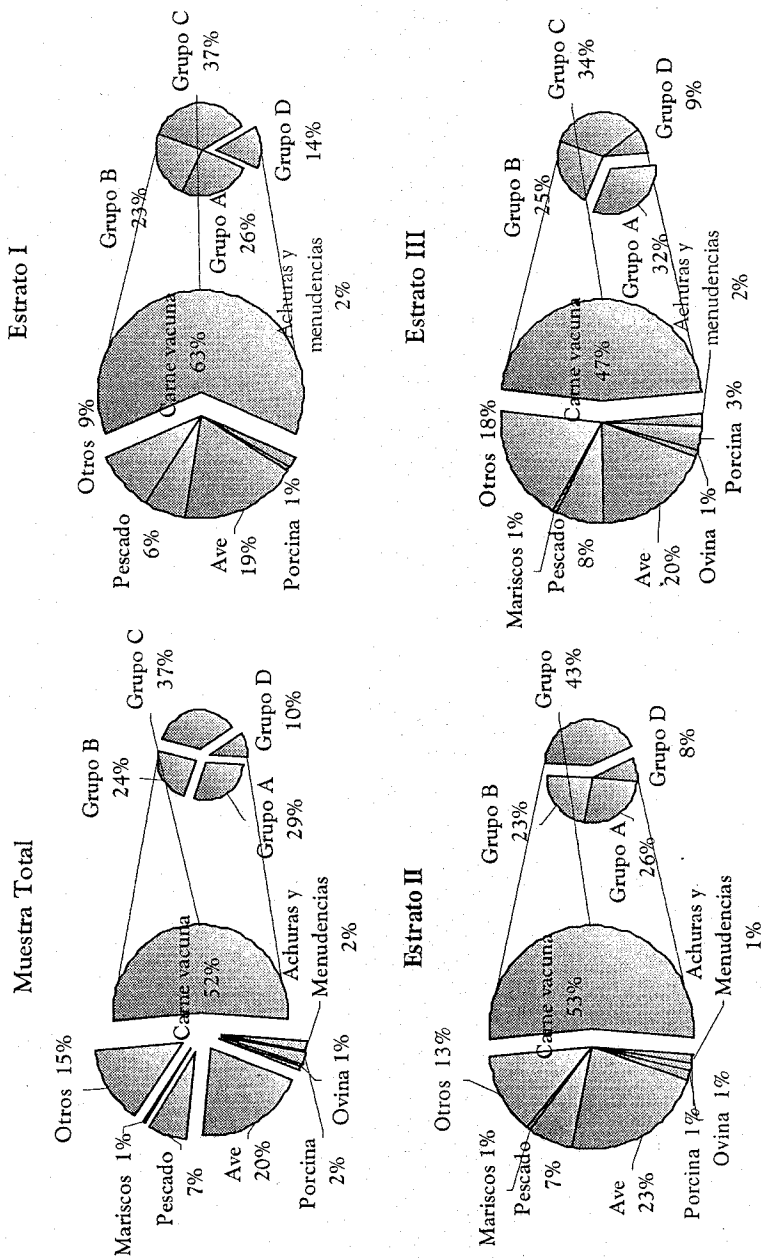 Muestra Total
Otros 15%
Mariscos 1%
Pescado
7%
Ave
20%
Porcina
2%
Ovina 1%
Achuras y
Menudencias
2%
Carne vacuna
52%
Grupo B
24%
Grupo C
37%
Grupo A
29%
Grupo D
10%
Estrato I
Otros 9%
Pescado
6%
Ave
19%
Porcina 1%
Achuras y
menudencias
2%
Carne vacuna
63%
Grupo B
23%
Grupo C
37%
Grupo A
26%
Grupo D
14%
Estrato II
Otros 13%
Mariscos 1%
Pescado
7%
Ave
23%
Porcina 1%
Ovina 1%
Achuras y
Menudencias
1%
Carne vacuna
53%
Grupo B
23%
Grupo
43%
Grupo A
26%
Grupo D
8%
Estrato III
Otros 18%
Mariscos 1%
Pescado
8%
Ave
20%
Ovina 1%
Porcina 3%
Achuras y
menudencias
2%
Carne vacuna
47%
Grupo B
25%
Grupo C
34%
Grupo A
32%
Grupo D
9%